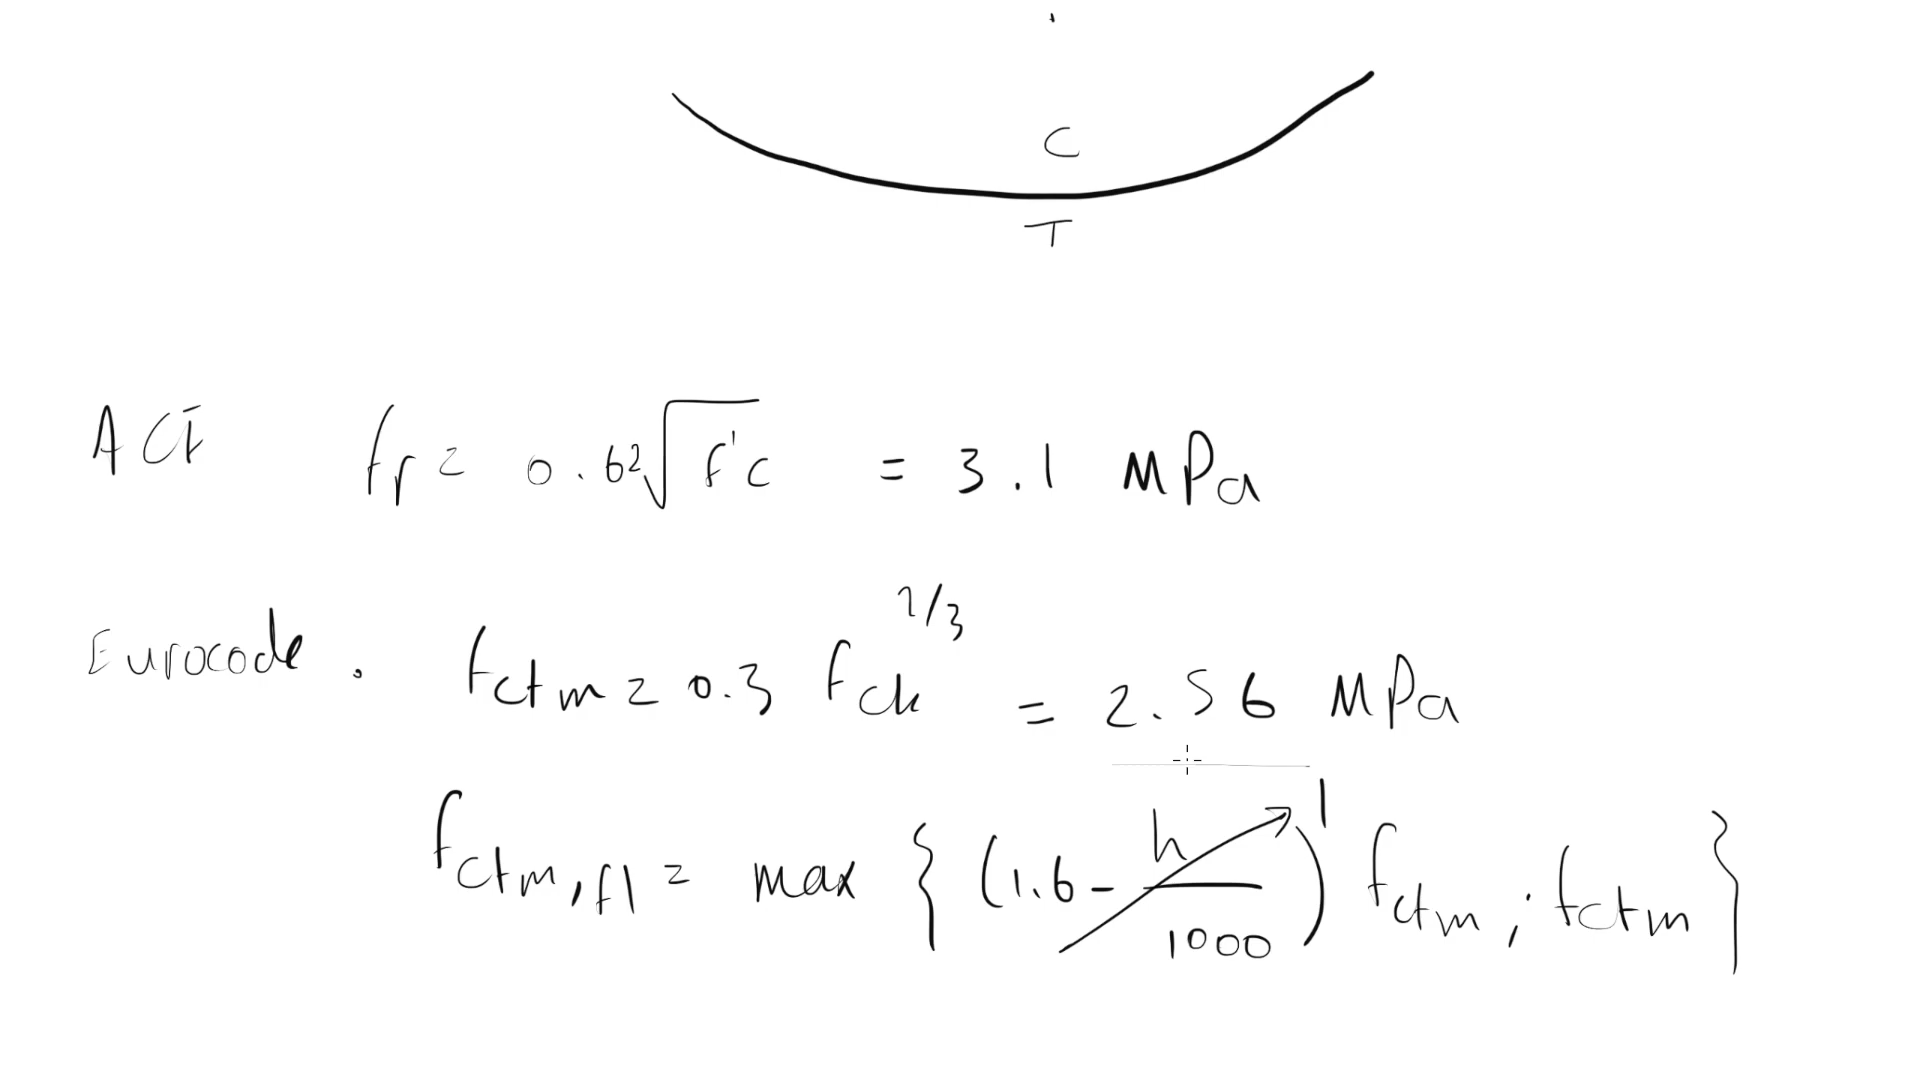 C
T
ACI fr = 0.62√f'c = 3.1 MPa
Eurocode. fctm = 0.3 fck^2/3 = 2.56 MPa
fctm,fl = max { (1.6 - h/1000) 1 fctm ; fctm }